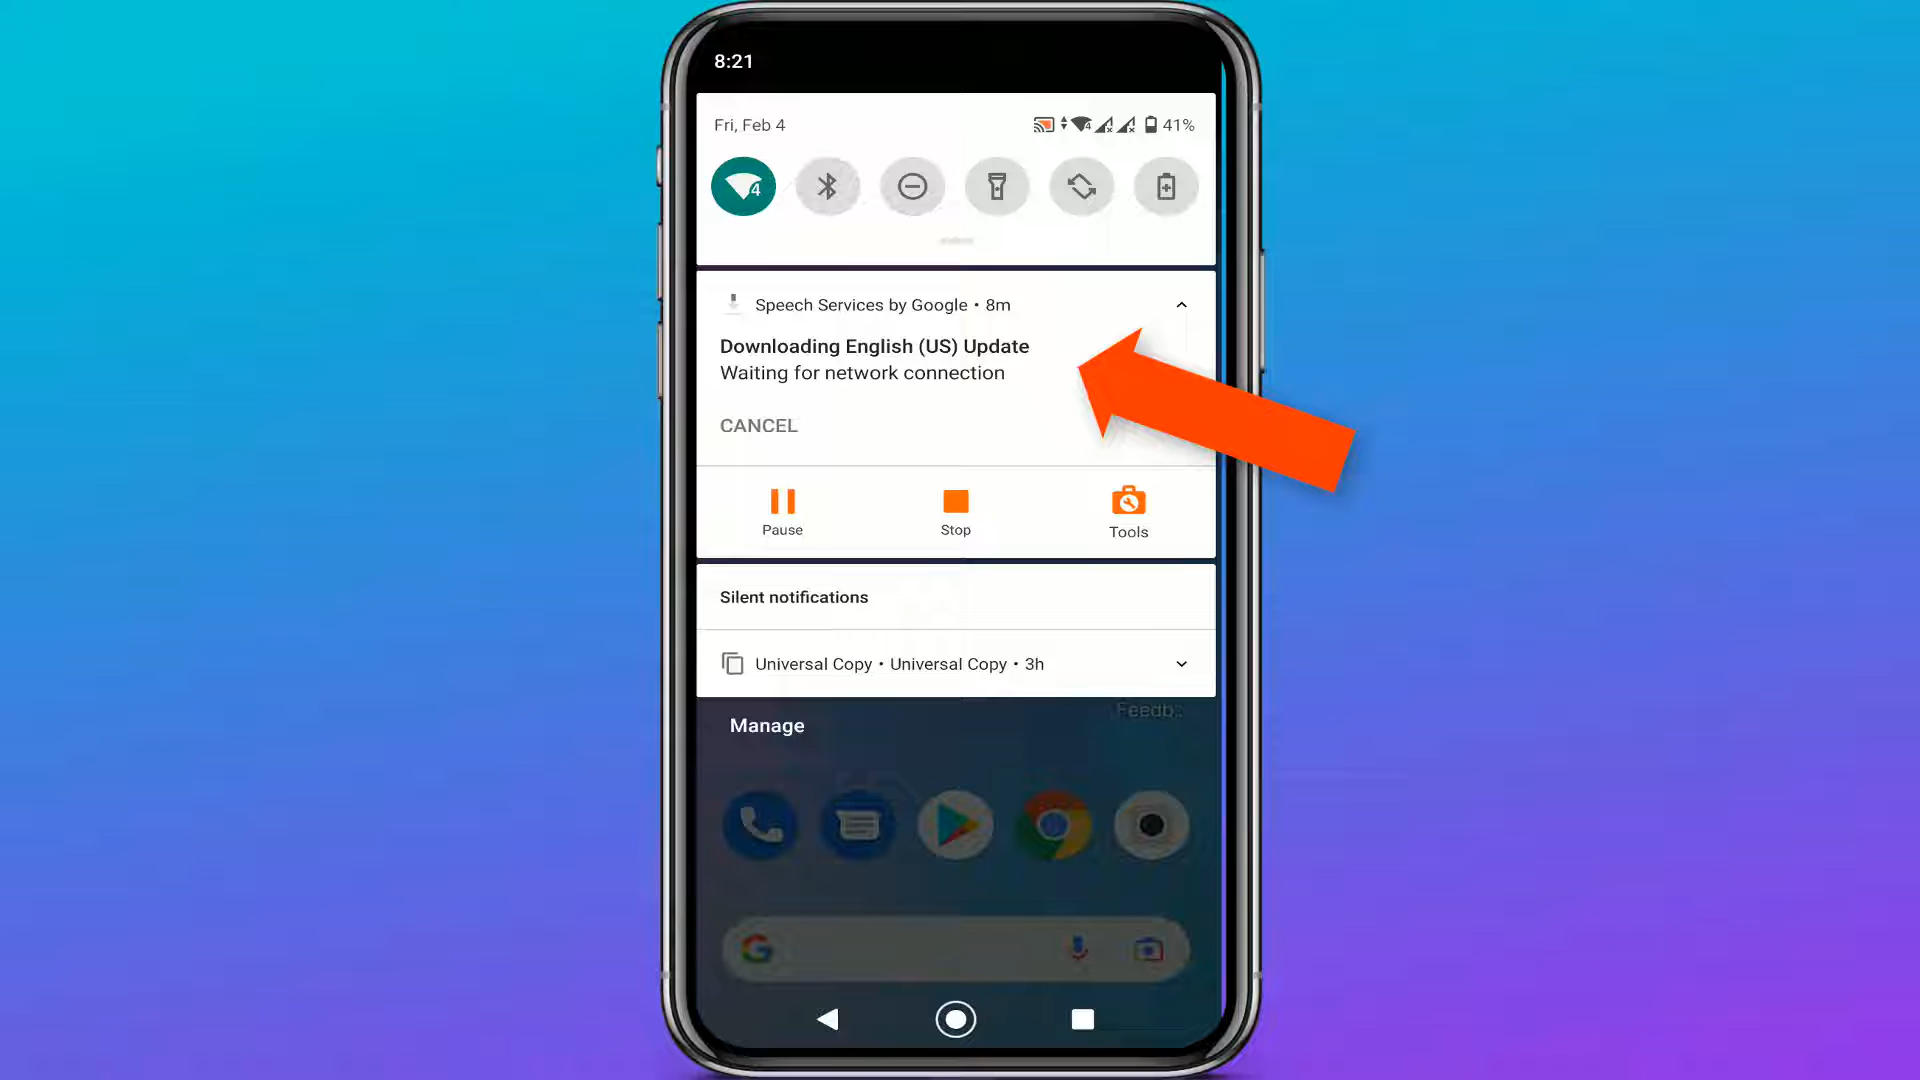 8:21
Fri, Feb 4
41%
4
Speech Services by Google • 8m
Downloading English (US) Update
Waiting for network connection
CANCEL
Pause
Stop
Tools
Silent notifications
Universal Copy • Universal Copy • 3h
Manage